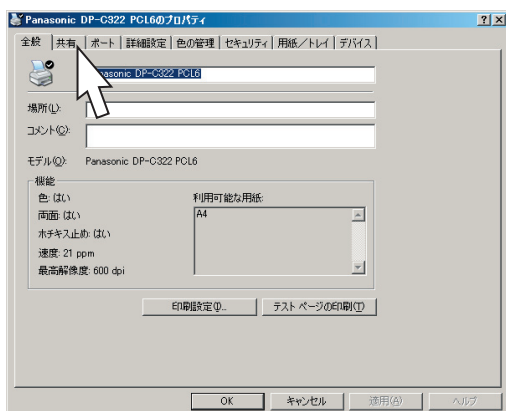 Panasonic DP-C322 PCL6のプロパティ
全般 共有 ポート 詳細設定 色の管理 セキュリティ 用紙／トレイ デバイス
Panasonic DP-C322 PCL6
場所(L):
コメント(C):
モデル(O): Panasonic DP-C322 PCL6
機能
色: はい 利用可能な用紙:
両面: はい A4
ホチキス止め: はい
速度: 21 ppm
最高解像度: 600 dpi
印刷設定(I)... テスト ページの印刷(T)
OK キャンセル 適用(A) ヘルプ